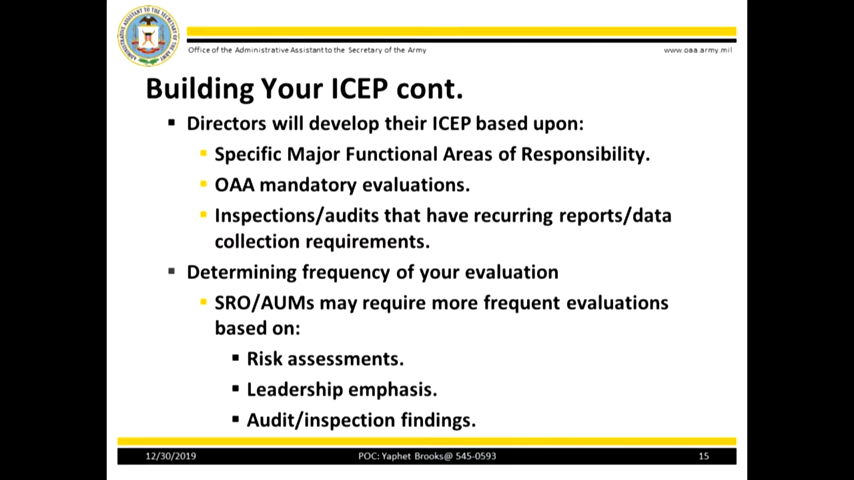 Office of the Administrative Assistant to the Secretary of the Army
www.oaa.army.mil
Building Your ICEP cont.
Directors will develop their ICEP based upon:
Specific Major Functional Areas of Responsibility.
OAA mandatory evaluations.
Inspections/audits that have recurring reports/data
collection requirements.
Determining frequency of your evaluation
SRO/AUMs may require more frequent evaluations
based on:
Risk assessments.
Leadership emphasis.
Audit/inspection findings.
12/30/2019
POC: Yaphet Brooks@ 545-0593
15